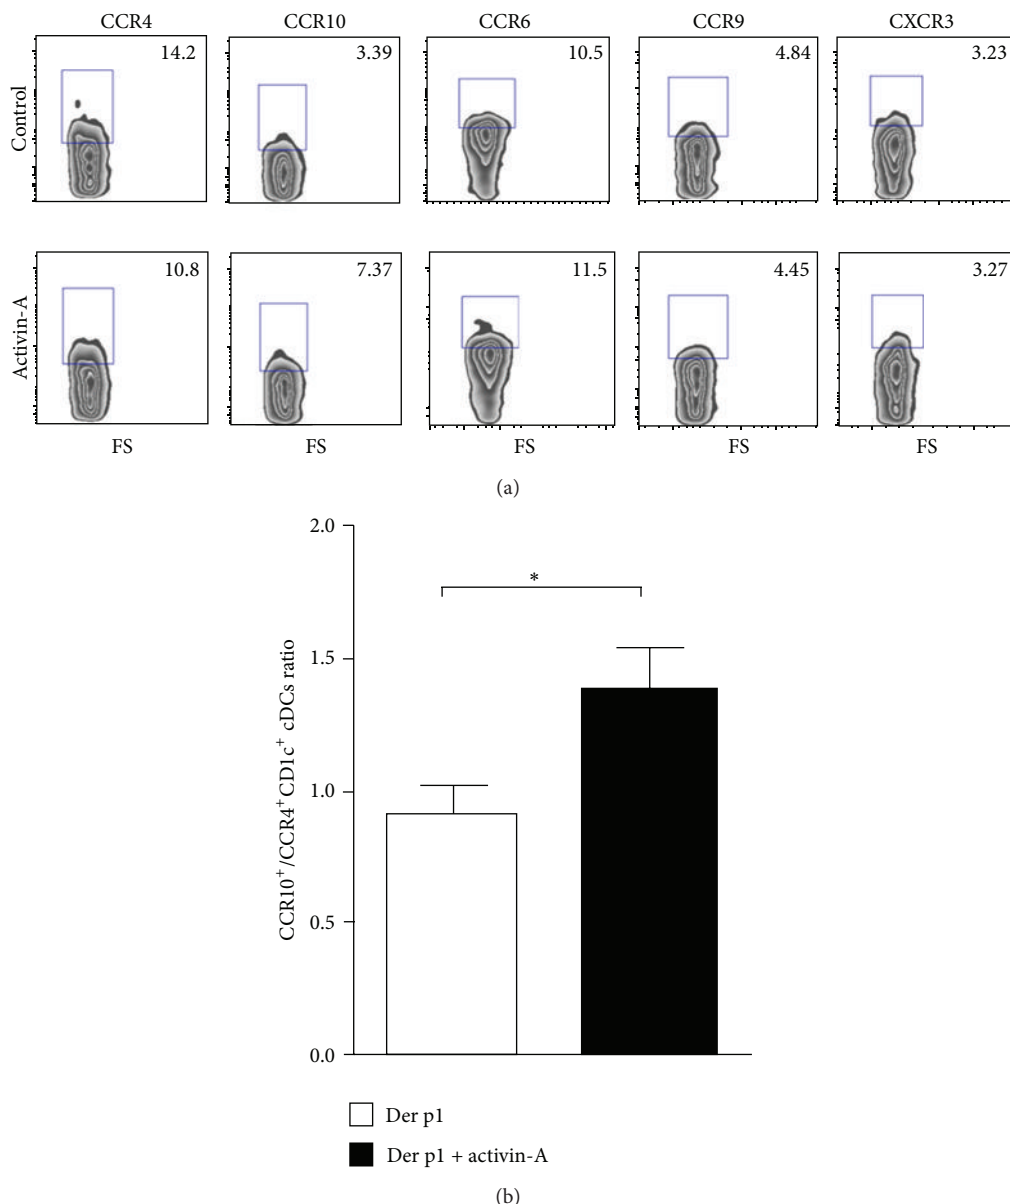 CCR4 CCR10 CCR6 CCR9 CXCR3
Control
14.2 3.39 10.5 4.84 3.23
Activin-A
10.8 7.37 11.5 4.45 3.27
FS FS FS FS FS
(a)
CCR10⁺/CCR4⁺CD1c⁺ cDCs ratio
2.0
*
1.5
1.0
0.5
0.0
Der p1
Der p1 + activin-A
(b)